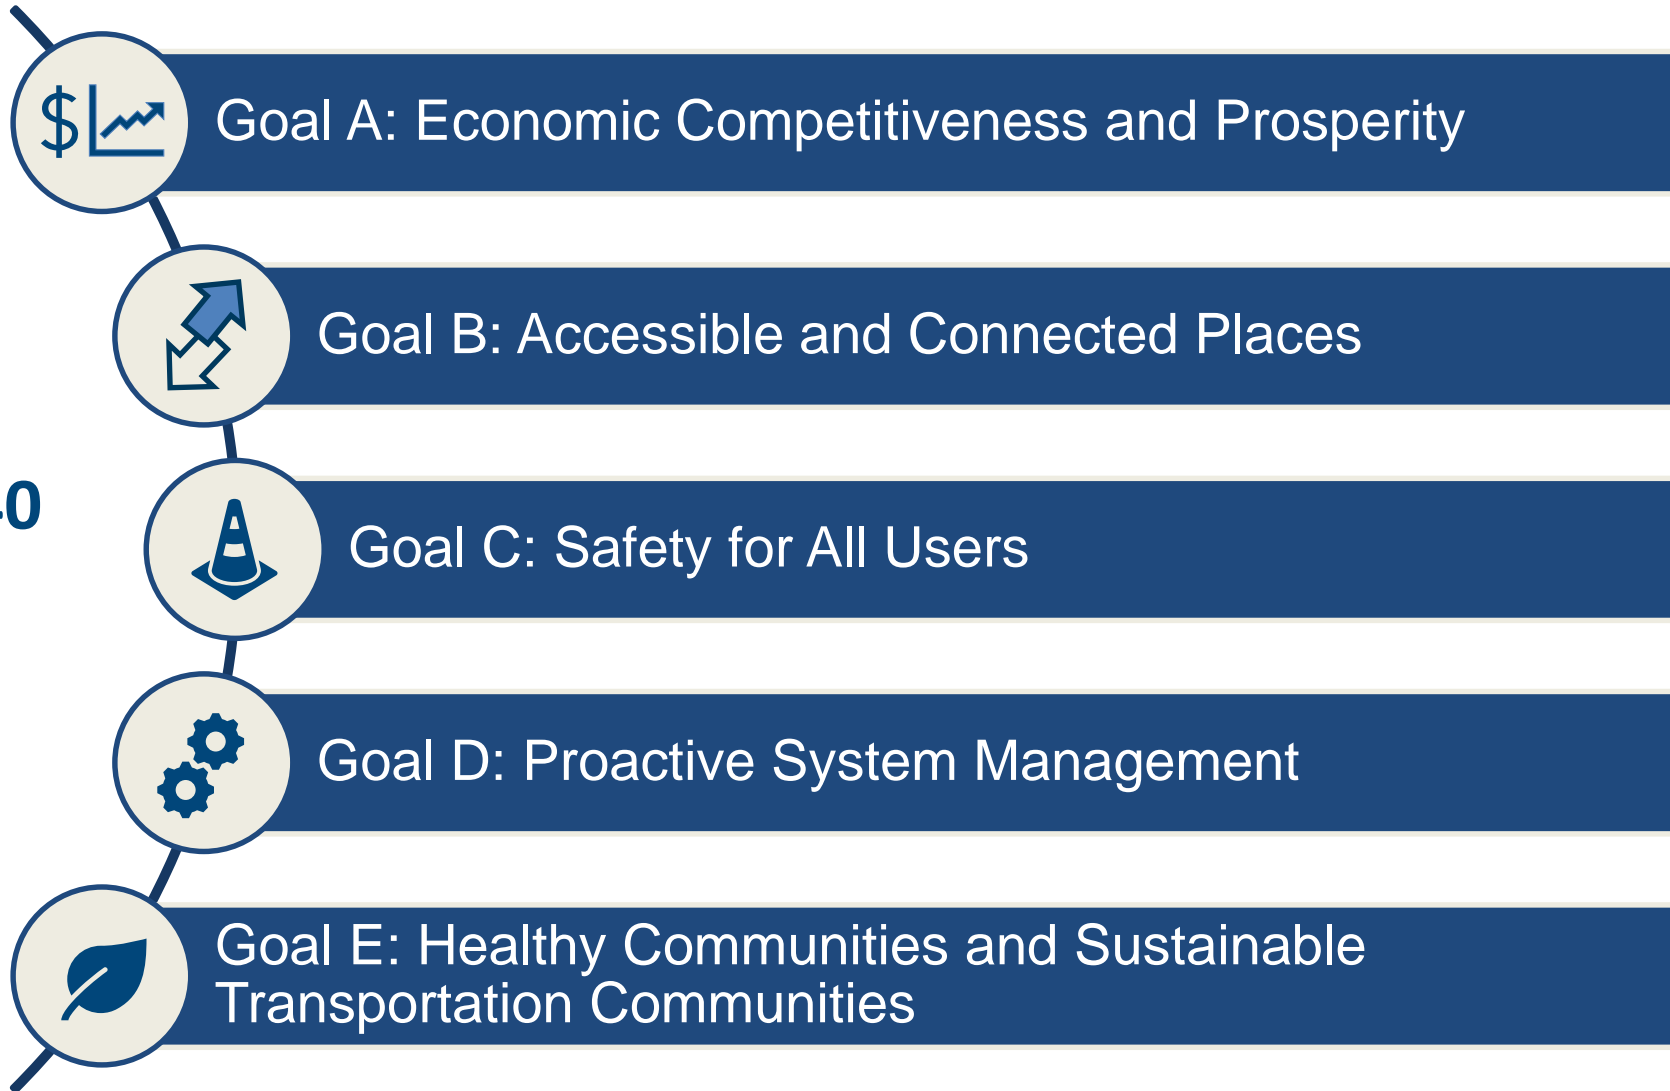 Goal A: Economic Competitiveness and Prosperity
Goal B: Accessible and Connected Places
0
Goal C: Safety for All Users
Goal D: Proactive System Management
Goal E: Healthy Communities and Sustainable
Transportation Communities